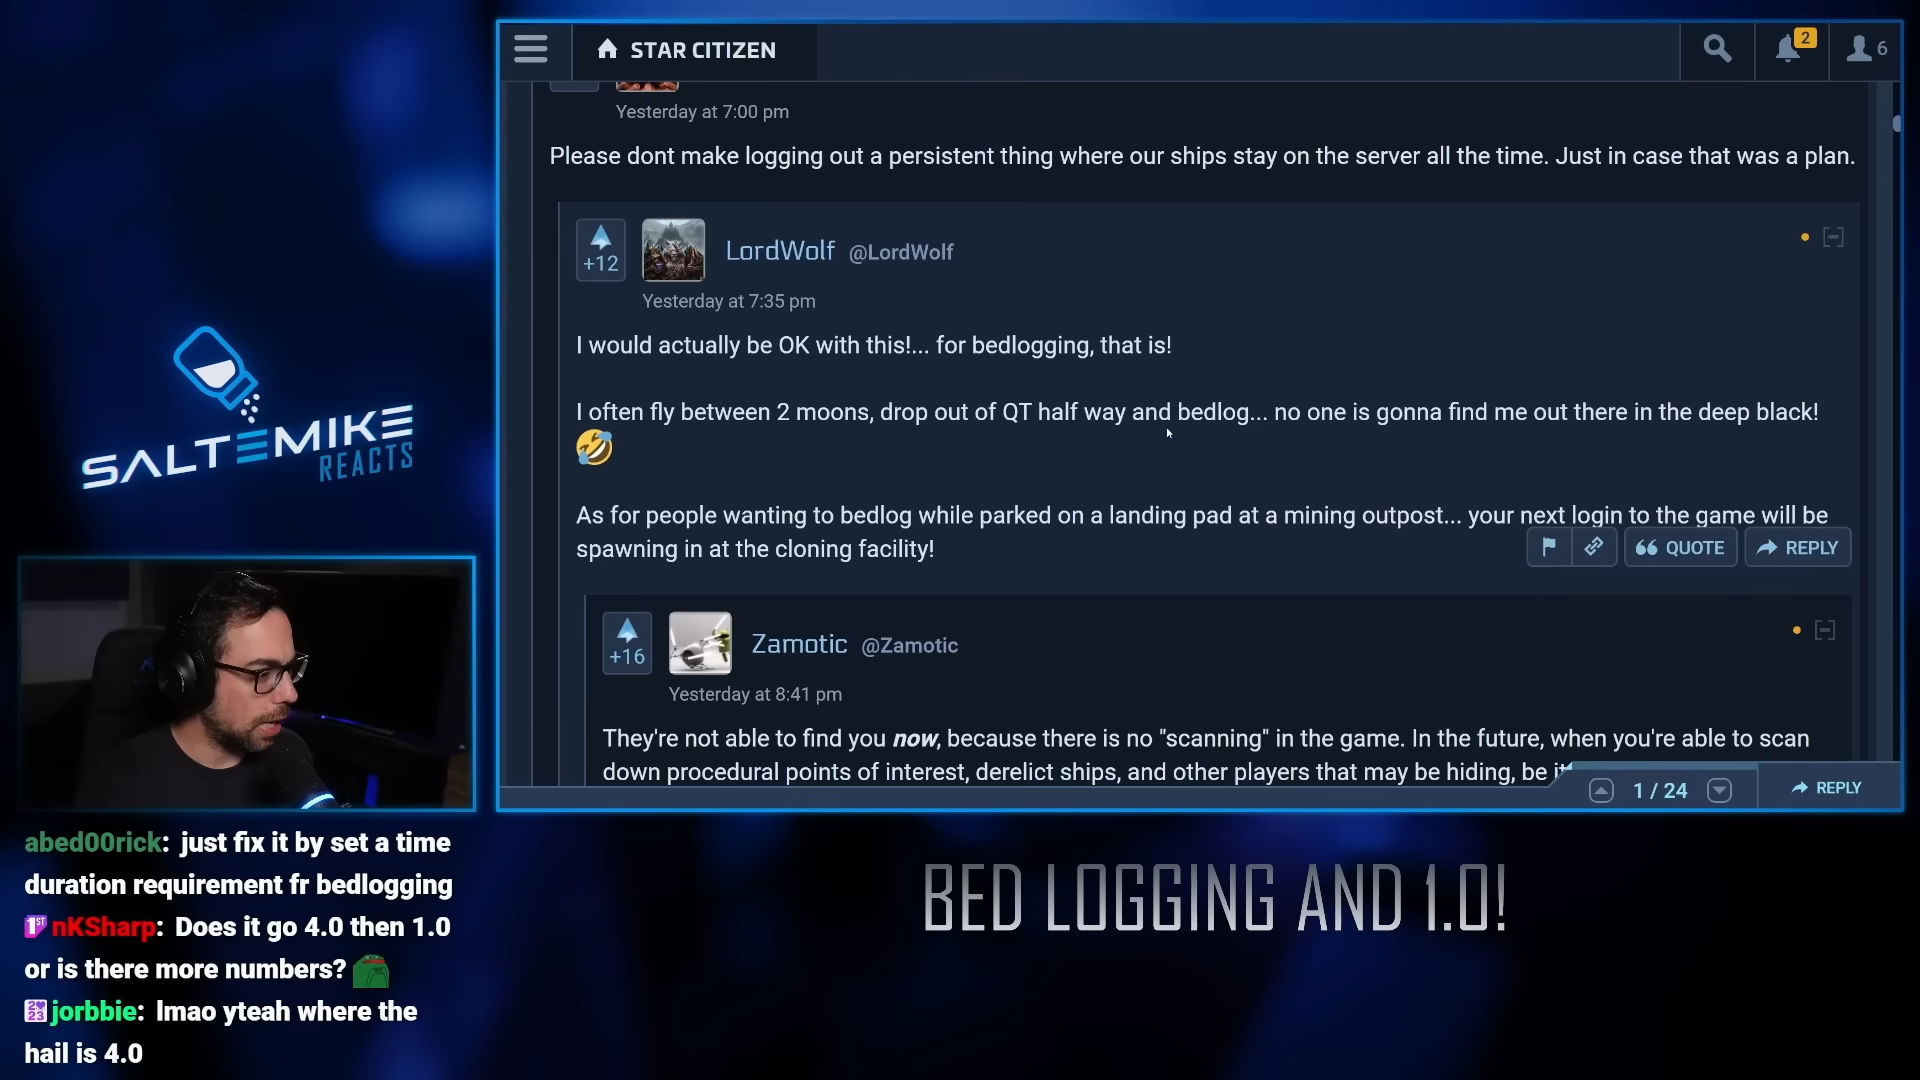 STAR CITIZEN
2
6
Yesterday at 7:00 pm
Please dont make logging out a persistent thing where our ships stay on the server all the time. Just in case that was a plan.
+12
LordWolf @LordWolf
Yesterday at 7:35 pm
I would actually be OK with this!... for bedlogging, that is!
I often fly between 2 moons, drop out of QT half way and bedlog... no one is gonna find me out there in the deep black!
As for people wanting to bedlog while parked on a landing pad at a mining outpost... your next login to the game will be
spawning in at the cloning facility!
QUOTE
REPLY
+16
Zamotic @Zamotic
Yesterday at 8:41 pm
They're not able to find you now, because there is no "scanning" in the game. In the future, when you're able to scan
down procedural points of interest, derelict ships, and other players that may be hiding, be it
1 / 24
REPLY
SALTEMIKE
REACTS
abed00rick: just fix it by set a time
duration requirement fr bedlogging
1ST nKSharp: Does it go 4.0 then 1.0
or is there more numbers?
jorbbie: lmao yteah where the
hail is 4.0
BED LOGGING AND 1.0!